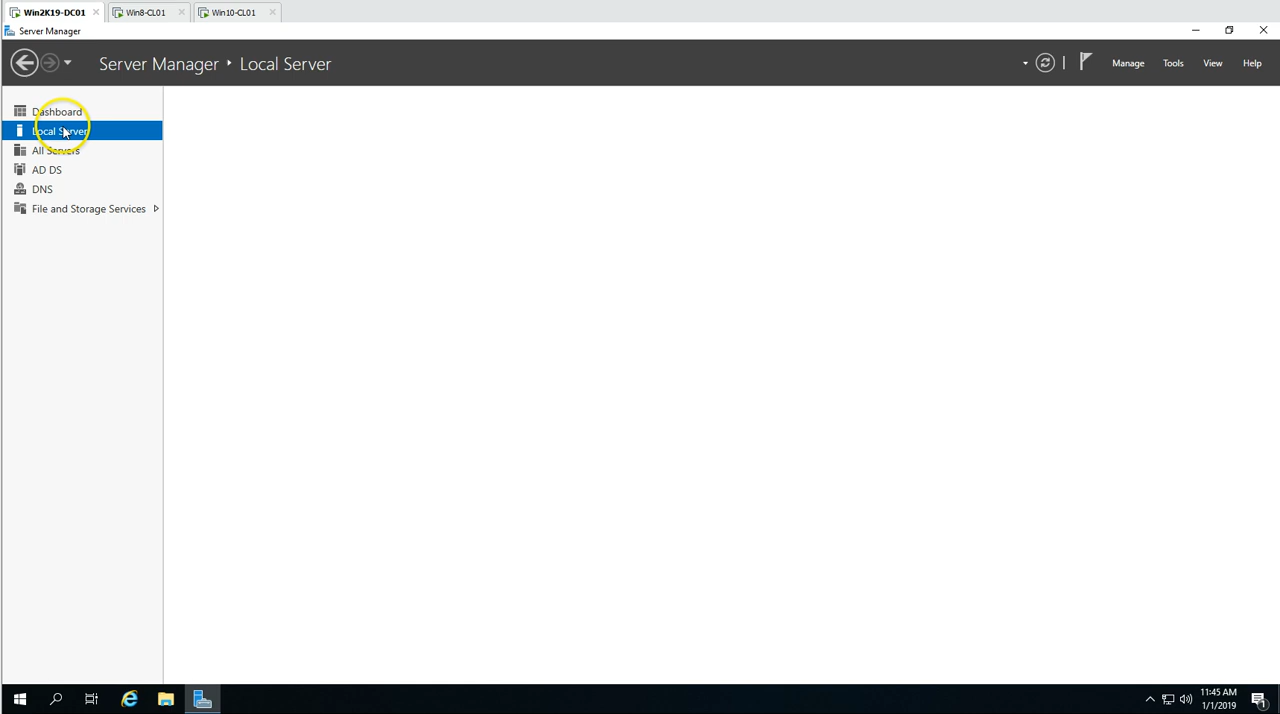 Win2K19-DC01
Win8-CL01
Win10-CL01
Server Manager
Server Manager
Local Server
Manage
Tools
View
Help
Dashboard
Local Server
All Servers
AD DS
DNS
File and Storage Services
11:45 AM
1/1/2019
1